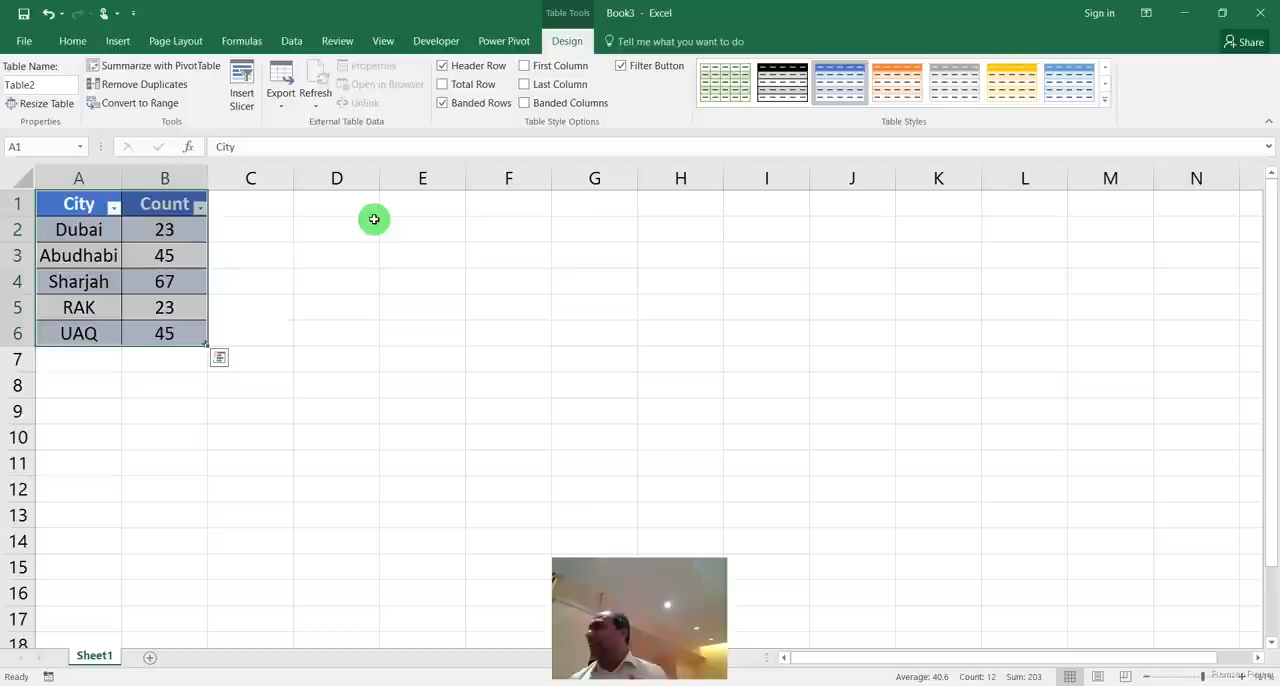 Table Tools
Book3 - Excel
Sign in
File
Home
Insert
Page Layout
Formulas
Data
Review
View
Developer
Power Pivot
Design
Tell me what you want to do
Share
Table Name:
Table2
Resize Table
Properties
Summarize with PivotTable
Remove Duplicates
Convert to Range
Tools
Insert
Slicer
Export
Refresh
Properties
Open in Browser
Unlink
External Table Data
Header Row
First Column
Filter Button
Total Row
Last Column
Banded Rows
Banded Columns
Table Style Options
Table Styles
A1
fx
City
A B C D E F G H I J K L M N
1 City Count
2 Dubai 23
3 Abudhabi 45
4 Sharjah 67
5 RAK 23
6 UAQ 45
7
8
9
10
11
12
13
14
15
16
17
18
Sheet1
Ready
Average: 40.6 Count: 12 Sum: 203